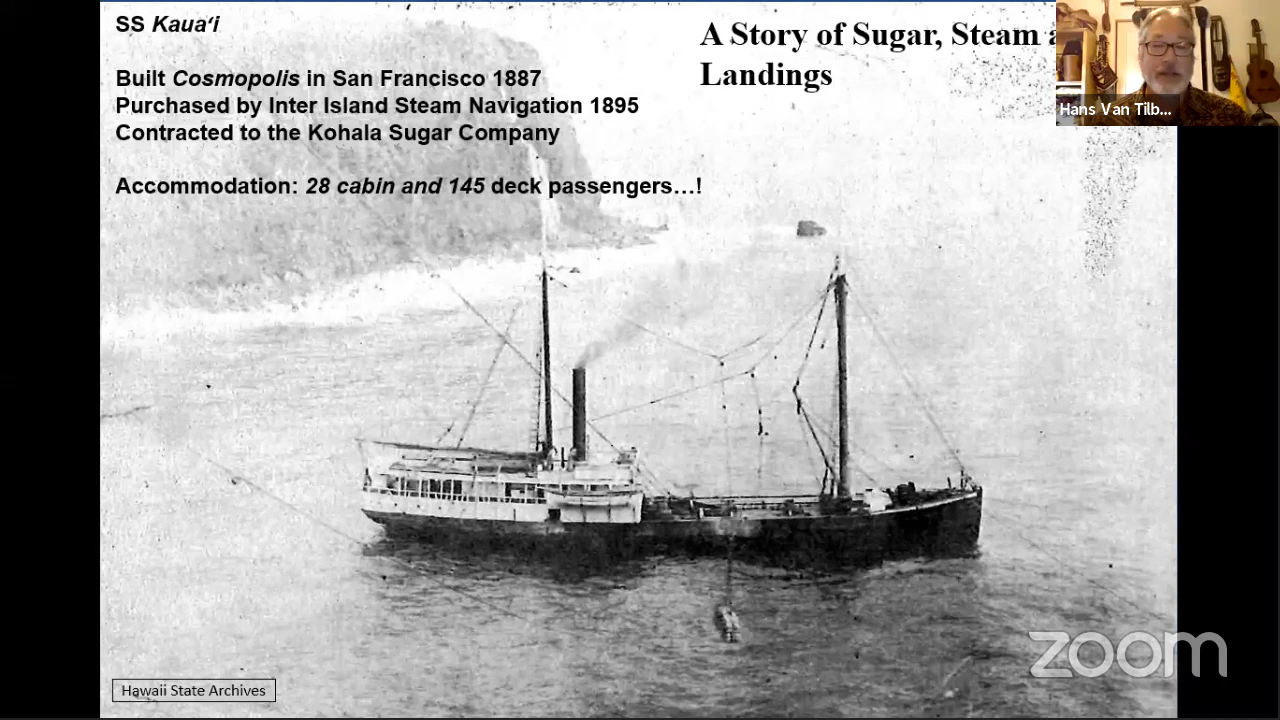 SS Kauaʻi
Built Cosmopolis in San Francisco 1887
Purchased by Inter Island Steam Navigation 1895
Contracted to the Kohala Sugar Company
Accommodation: 28 cabin and 145 deck passengers…!
A Story of Sugar, Steam
Landings
Hans Van Tilb...
Hawaii State Archives
zoom